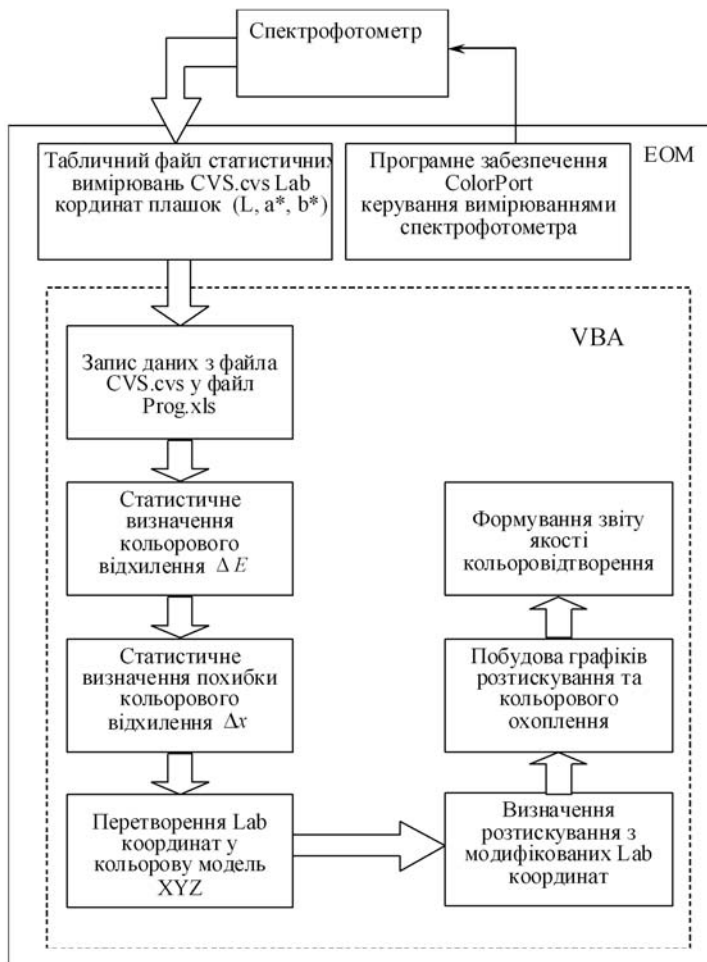 Спектрофотометр
ЕОМ
Табличний файл статистичних
вимірювань CVS.cvs Lab
кординат плашок (L, a*, b*)
Програмне забезпечення
ColorPort
керування вимірюваннями
спектрофотометра
VBA
Запис даних з файла
CVS.cvs у файл
Prog.xls
Статистичне
визначення
кольорового
відхилення Δ E
Статистичне
визначення похибки
кольорового
відхилення Δx
Перетворення Lab
координат у
кольорову модель
XYZ
Визначення
розтискування з
модифікованих Lab
координат
Побудова графіків
розтискування та
кольорового
охоплення
Формування звіту
якості
кольоровідтворення